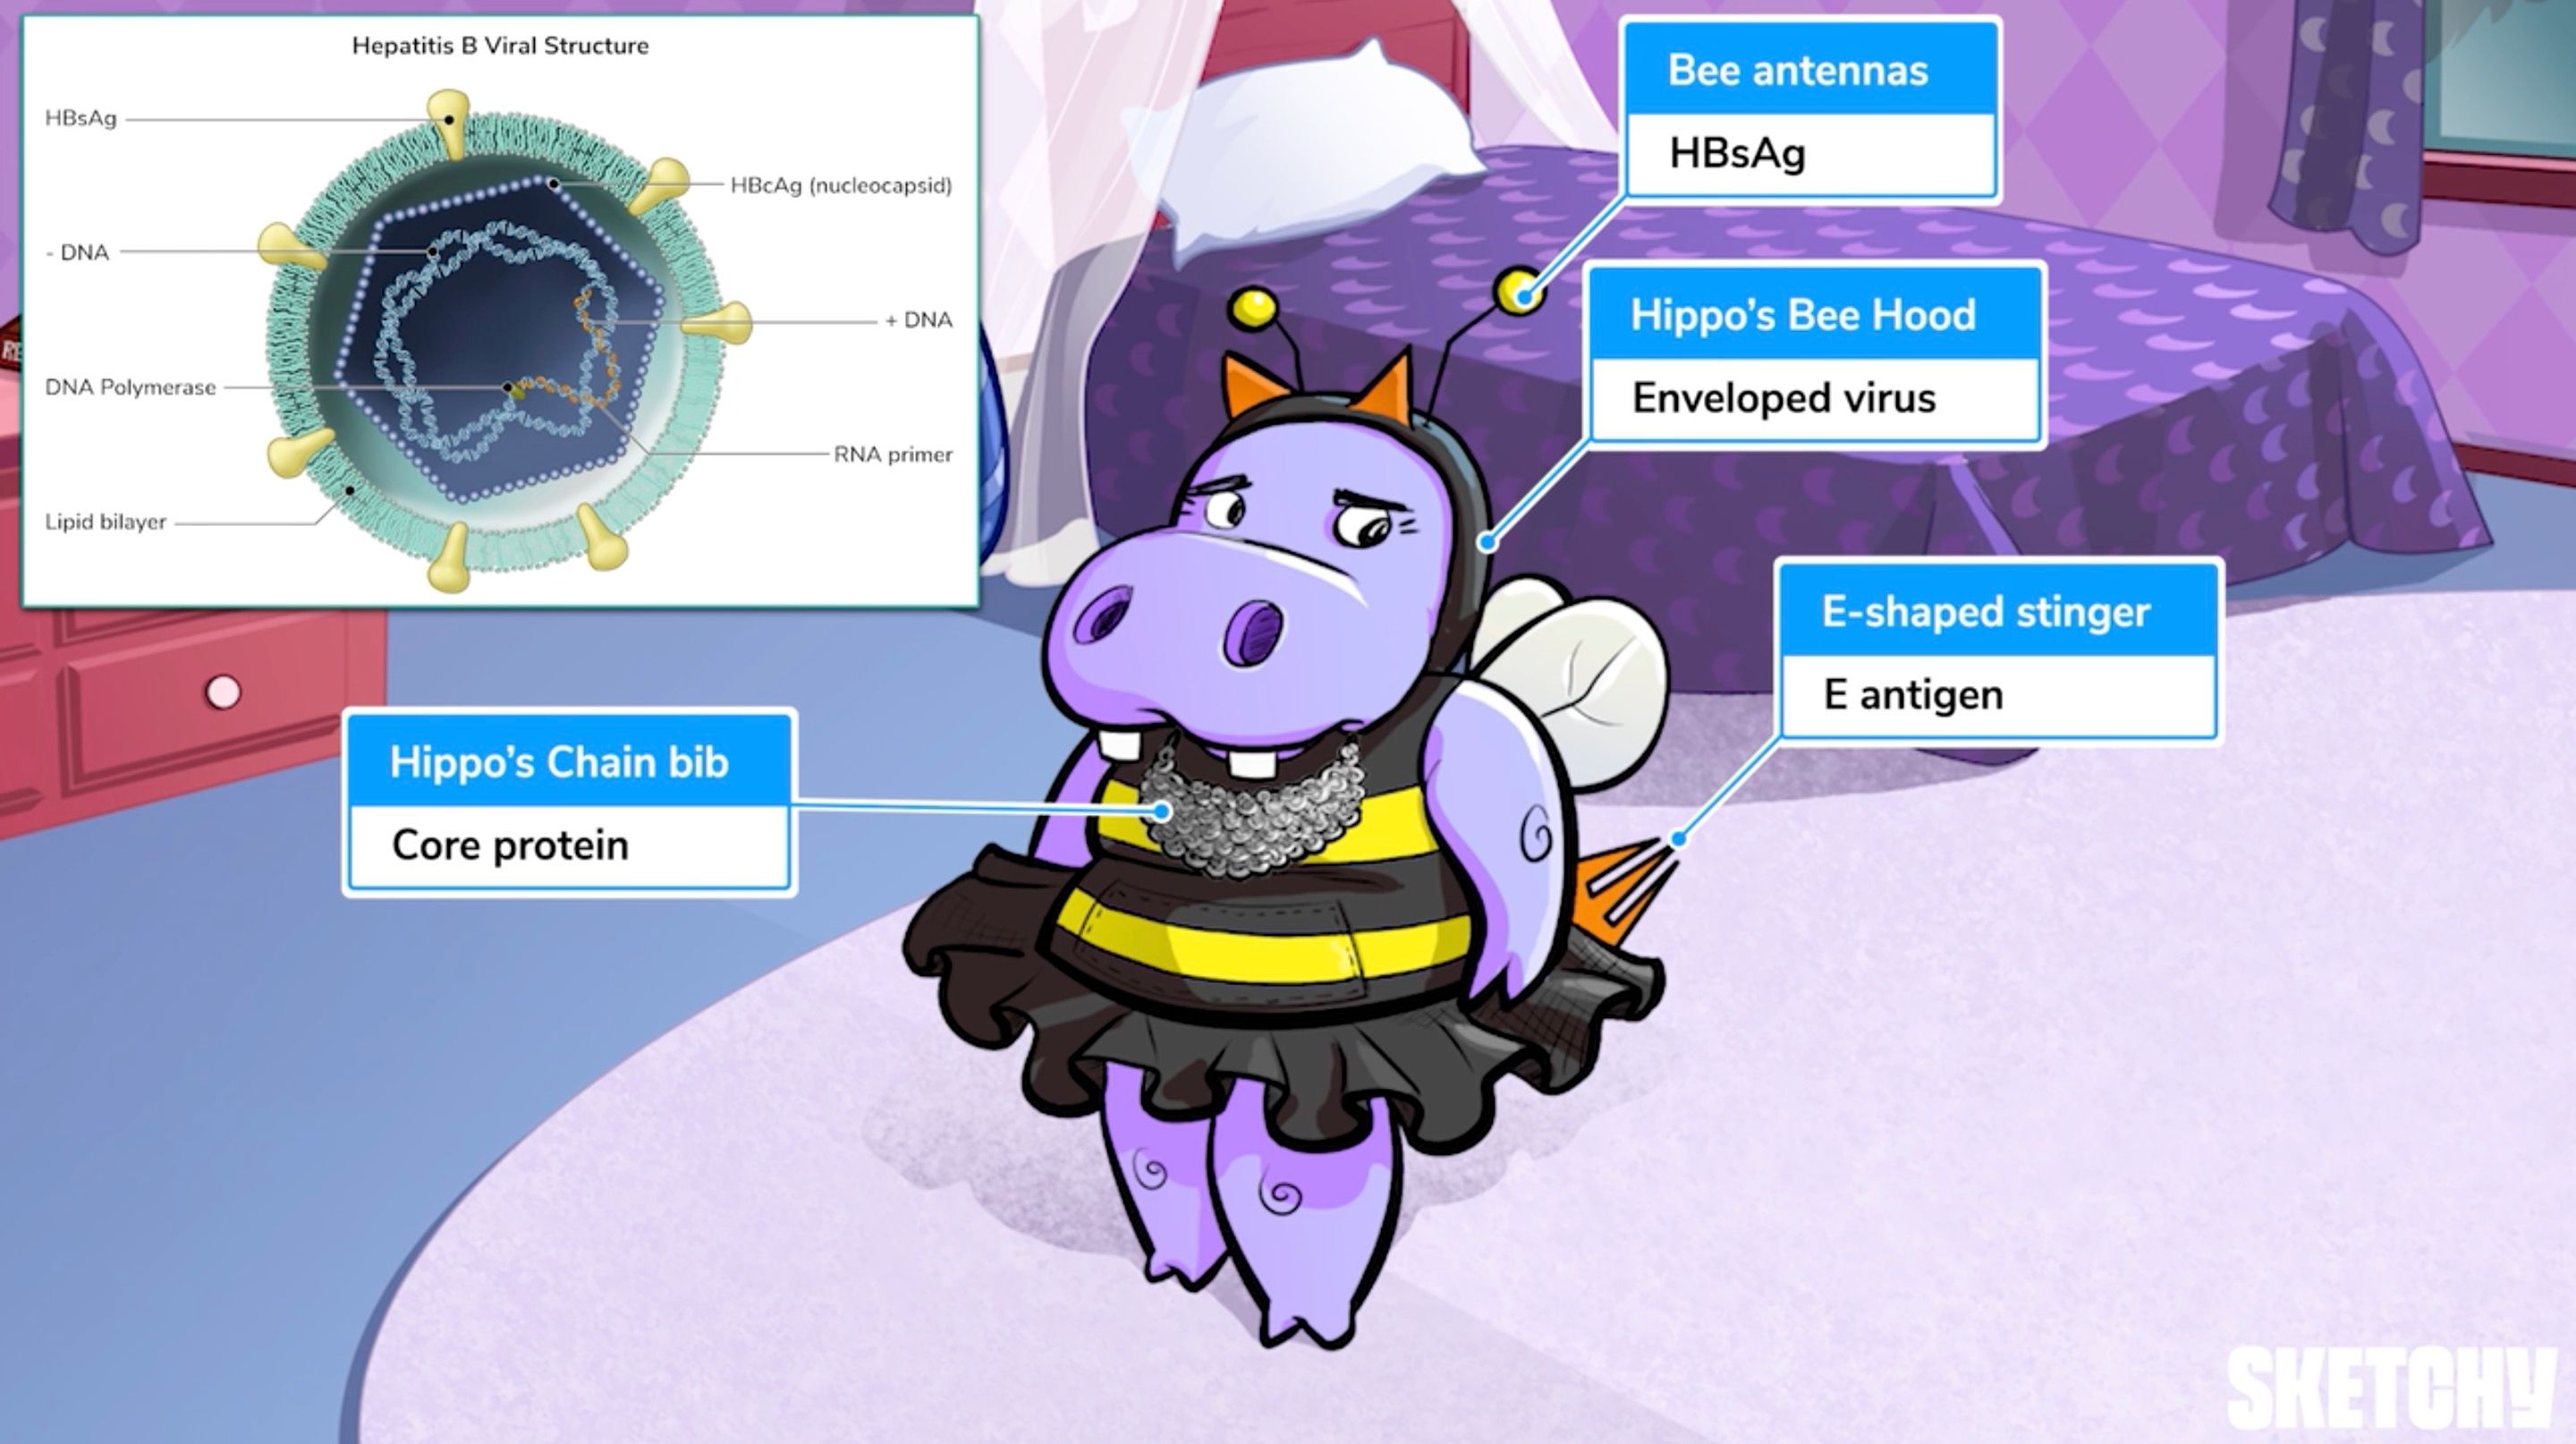 Hepatitis B Viral Structure
HBsAg
HBcAg (nucleocapsid)
- DNA
+ DNA
DNA Polymerase
RNA primer
Lipid bilayer
Bee antennas
HBsAg
Hippo's Bee Hood
Enveloped virus
E-shaped stinger
E antigen
Hippo's Chain bib
Core protein
RE
SKETCHY